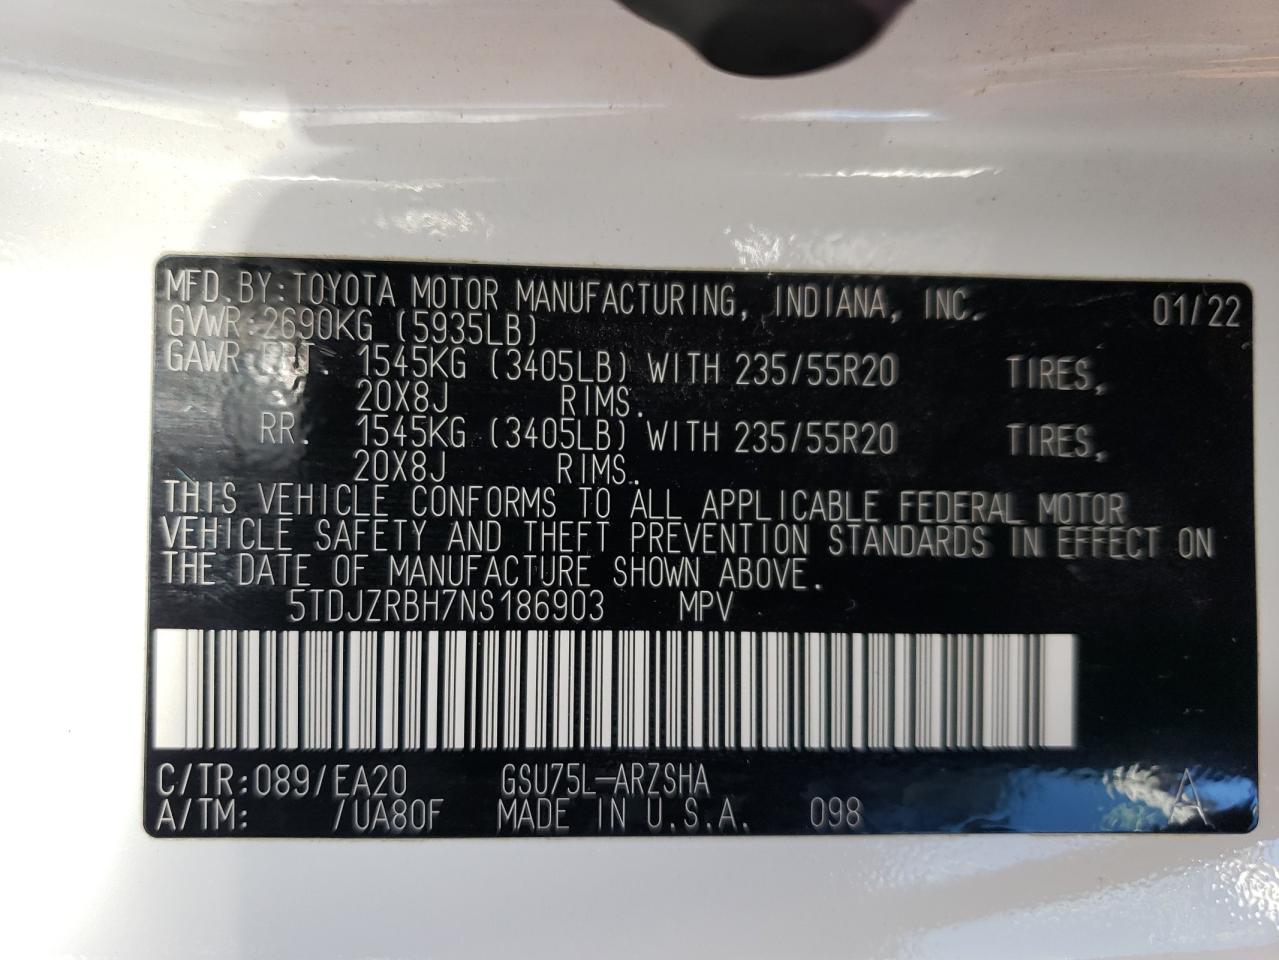 MFD.BY:TOYOTA MOTOR MANUFACTURING, INDIANA, INC. 01/22
GVWR:2690KG (5935LB)
GAWR FRT. 1545KG (3405LB) WITH 235/55R20 TIRES,
20X8J RIMS.
RR. 1545KG (3405LB) WITH 235/55R20 TIRES,
20X8J RIMS.
THIS VEHICLE CONFORMS TO ALL APPLICABLE FEDERAL MOTOR
VEHICLE SAFETY AND THEFT PREVENTION STANDARDS IN EFFECT ON
THE DATE OF MANUFACTURE SHOWN ABOVE.
5TDJZRBH7NS186903 MPV
C/TR:089/EA20 GSU75L-ARZSHA
A/TM: /UA80F MADE IN U.S.A. 098 A